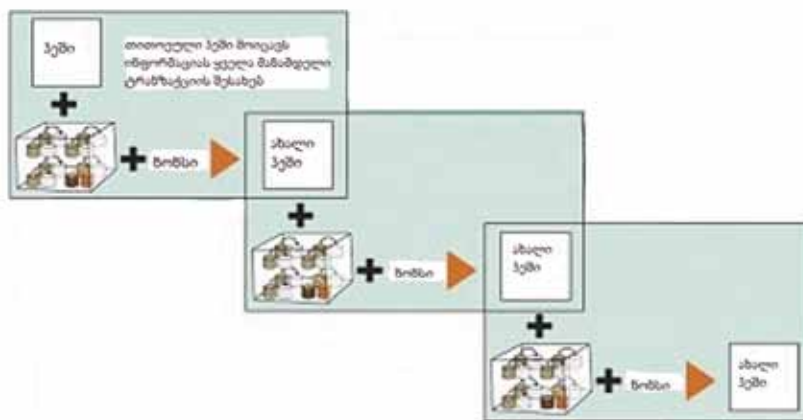 ჰეში
თითოეული ჰეში მოიცავს
ინფორმაციას ყველა მანამდელი
ტრანზაქციის შესახებ
ნონსი
ახალი
ჰეში
ნონსი
ახალი
ჰეში
ნონსი
ახალი
ჰეში